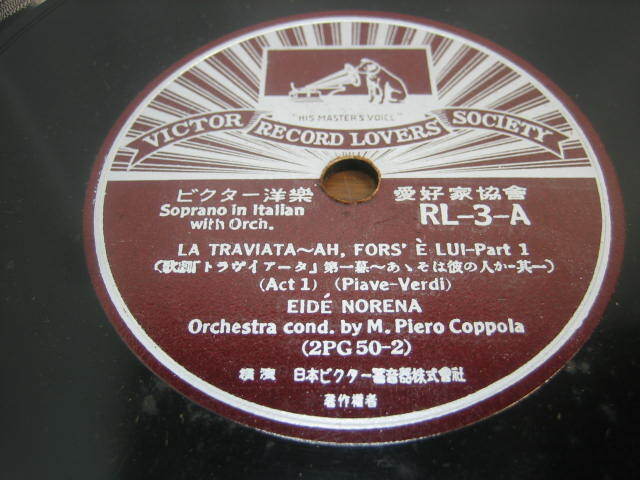 "HIS MASTER'S VOICE"
VICTOR RECORD LOVERS' SOCIETY
ビクター洋樂 愛好家協會
Soprano in Italian
with Orch.
RL-3-A
LA TRAVIATA~AH, FORS' È LUI-Part 1
(歌劇『トラヴィアータ』第一幕~あゝそは彼の人か-其一)
(Act 1) (Piave-Verdi)
EIDÉ NORENA
Orchestra cond. by M. Piero Coppola
(2PG 50-2)
橫濱 日本ビクター蓄音器株式會社
著作權者